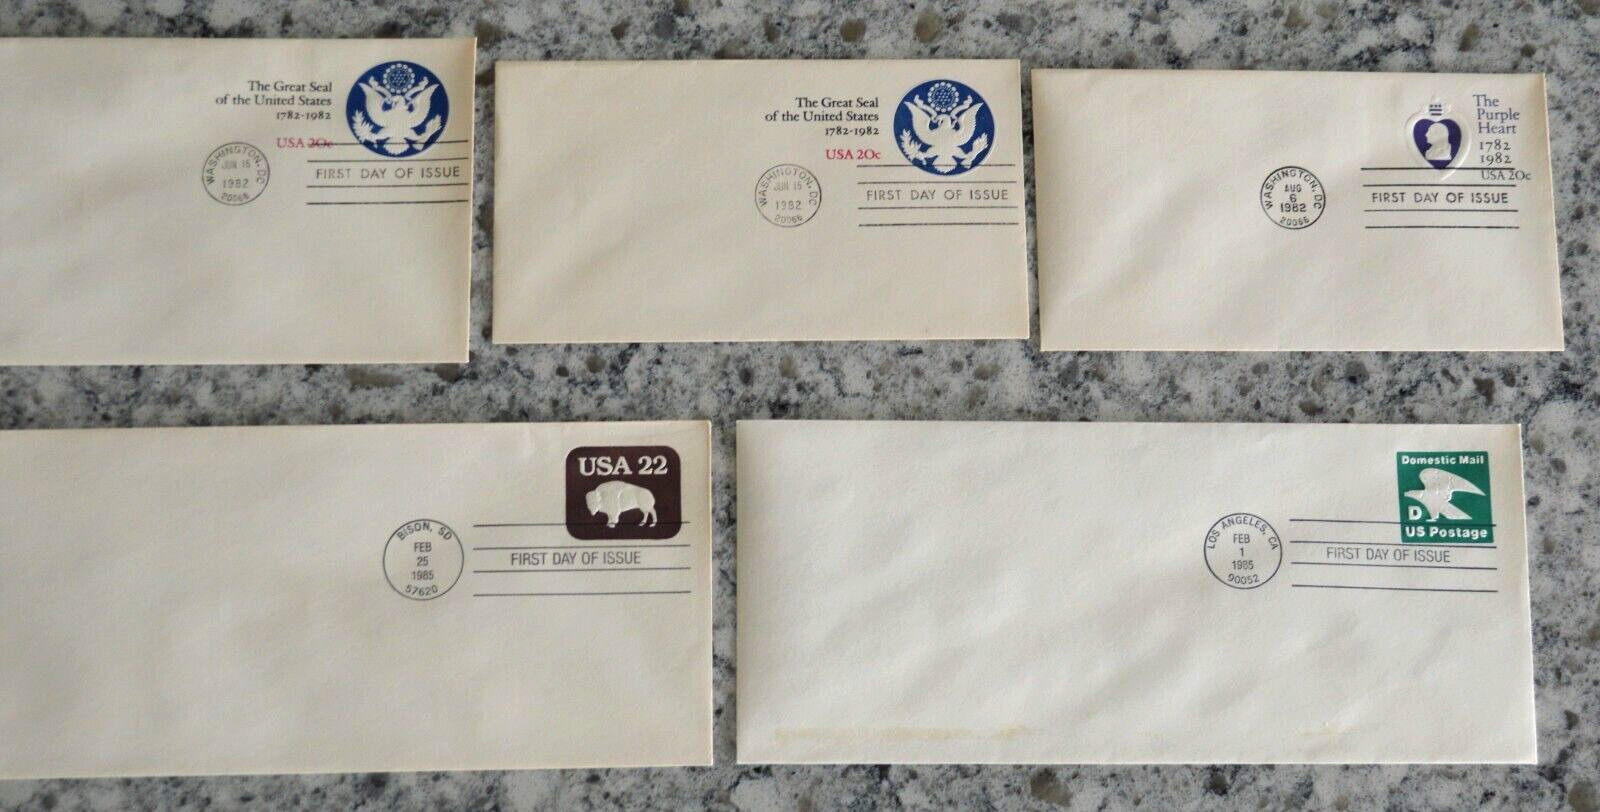 The Great Seal
of the United States
1782-1982
USA 20c
WASHINGTON, DC
JUN 15
1982
20066
FIRST DAY OF ISSUE
The Great Seal
of the United States
1782-1982
USA 20c
WASHINGTON, DC
JUN 15
1982
20066
FIRST DAY OF ISSUE
The
Purple
Heart
1782
1982
USA 20c
WASHINGTON, DC
AUG
6
1982
20066
FIRST DAY OF ISSUE
USA 22
BISON, SD
FEB
25
1985
57620
FIRST DAY OF ISSUE
Domestic Mail
D
US Postage
LOS ANGELES, CA
FEB
1
1985
90052
FIRST DAY OF ISSUE